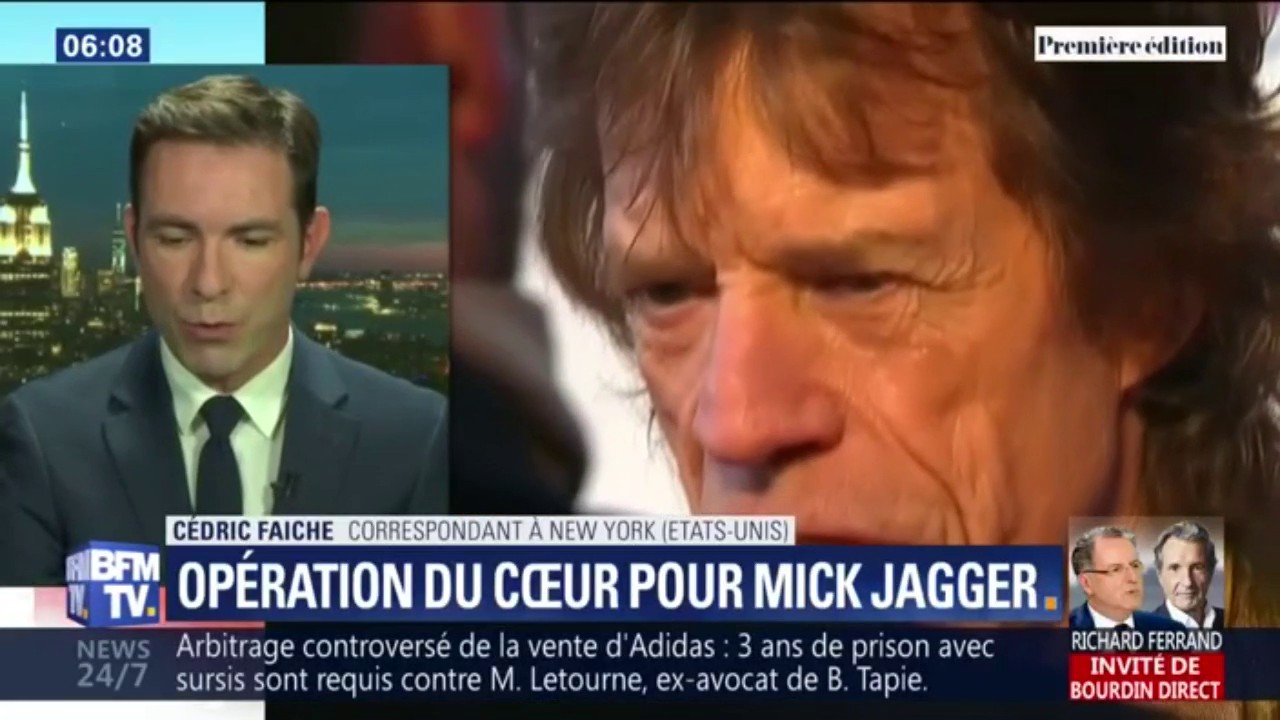 06:08
Première édition
CÉDRIC FAICHE CORRESPONDANT À NEW YORK (ETATS-UNIS)
BFM
TV.
OPÉRATION DU CŒUR POUR MICK JAGGER.
NEWS
24/7
Arbitrage controversé de la vente d'Adidas : 3 ans de prison avec
sursis sont requis contre M. Letourne, ex-avocat de B. Tapie.
RICHARD FERRAND
INVITÉ DE
BOURDIN DIRECT